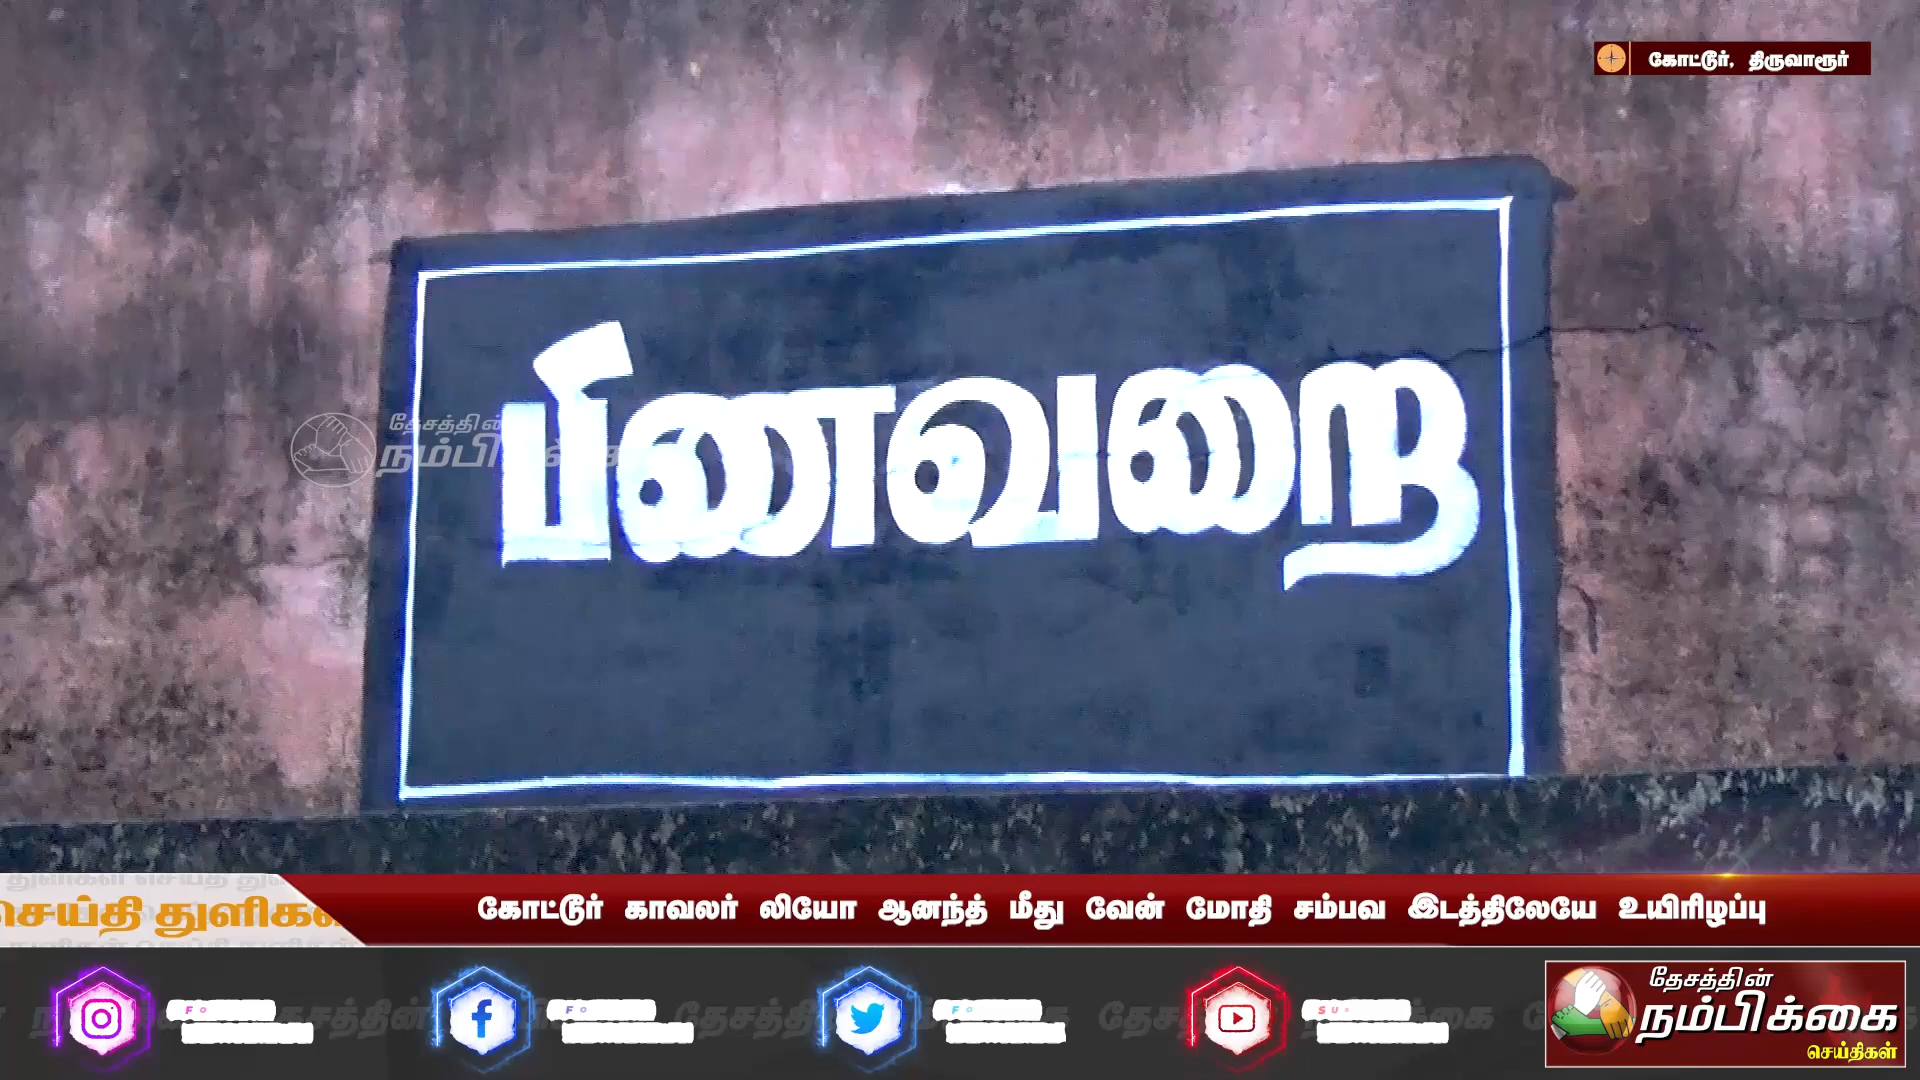 கோட்டூர், திருவாரூர்
பிணவறை
தேசத்தின்
செய்தி துளிகள்
கோட்டூர் காவலர் லியோ ஆனந்த் மீது வேன் மோதி சம்பவ இடத்திலேயே உயிரிழப்பு
தேசத்தின்
நம்பிக்கை
செய்திகள்